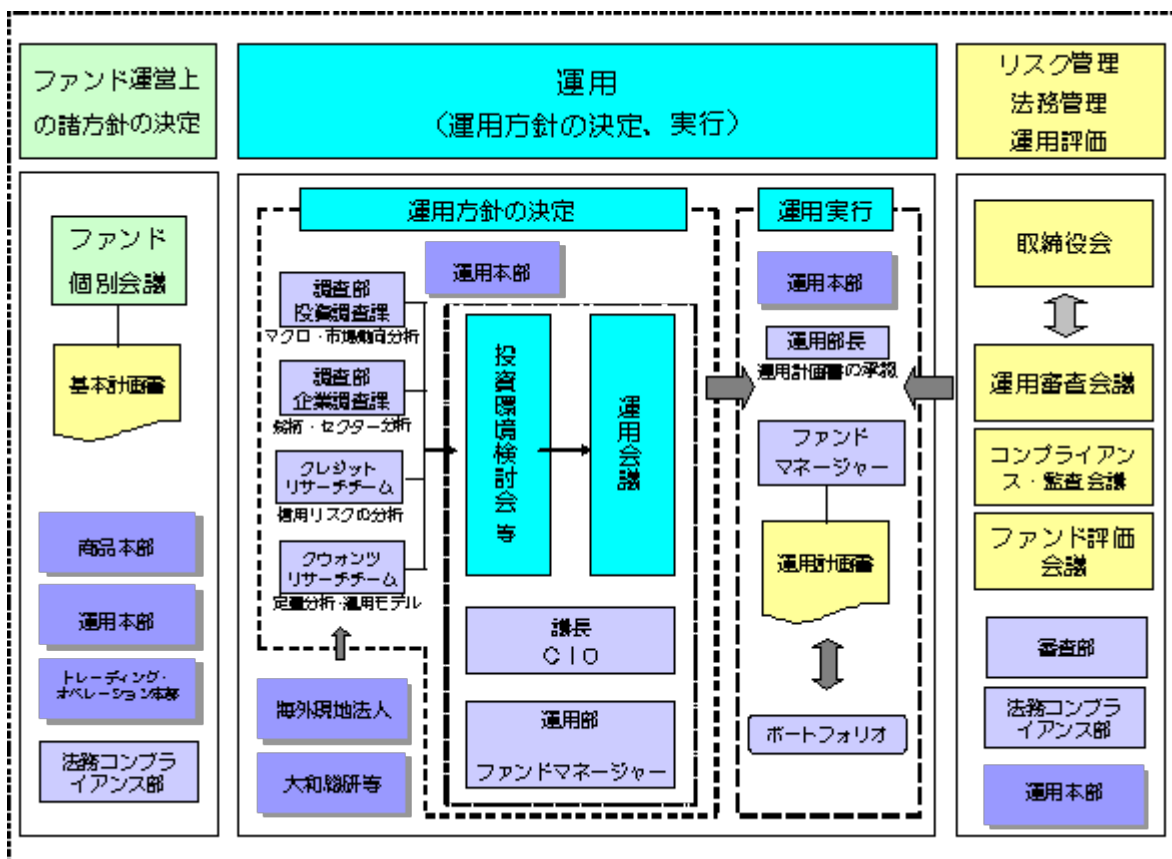 ファンド運営上
の諸方針の決定
運用
（運用方針の決定、実行）
リスク管理
法務管理
運用評価
ファンド
個別会議
基本計画書
商品本部
運用本部
トレーディング・
オペレーション本部
法務コンプラ
イアンス部
運用方針の決定
運用本部
調査部
投資調査課
マクロ・市場動向分析
調査部
企業調査課
銘柄・セクター分析
クレジット
リサーチチーム
信用リスクの分析
クウォンツ
リサーチチーム
定量分析・運用モデル
海外現地法人
大和総研等
投資環境検討会 等
運用会議
議長
ＣＩＯ
運用部
ファンドマネージャー
運用実行
運用本部
運用部長
運用計画書の承認
ファンド
マネージャー
運用計画書
ポートフォリオ
取締役会
運用審査会議
コンプライアン
ス・監査会議
ファンド評価
会議
審査部
法務コンプラ
イアンス部
運用本部